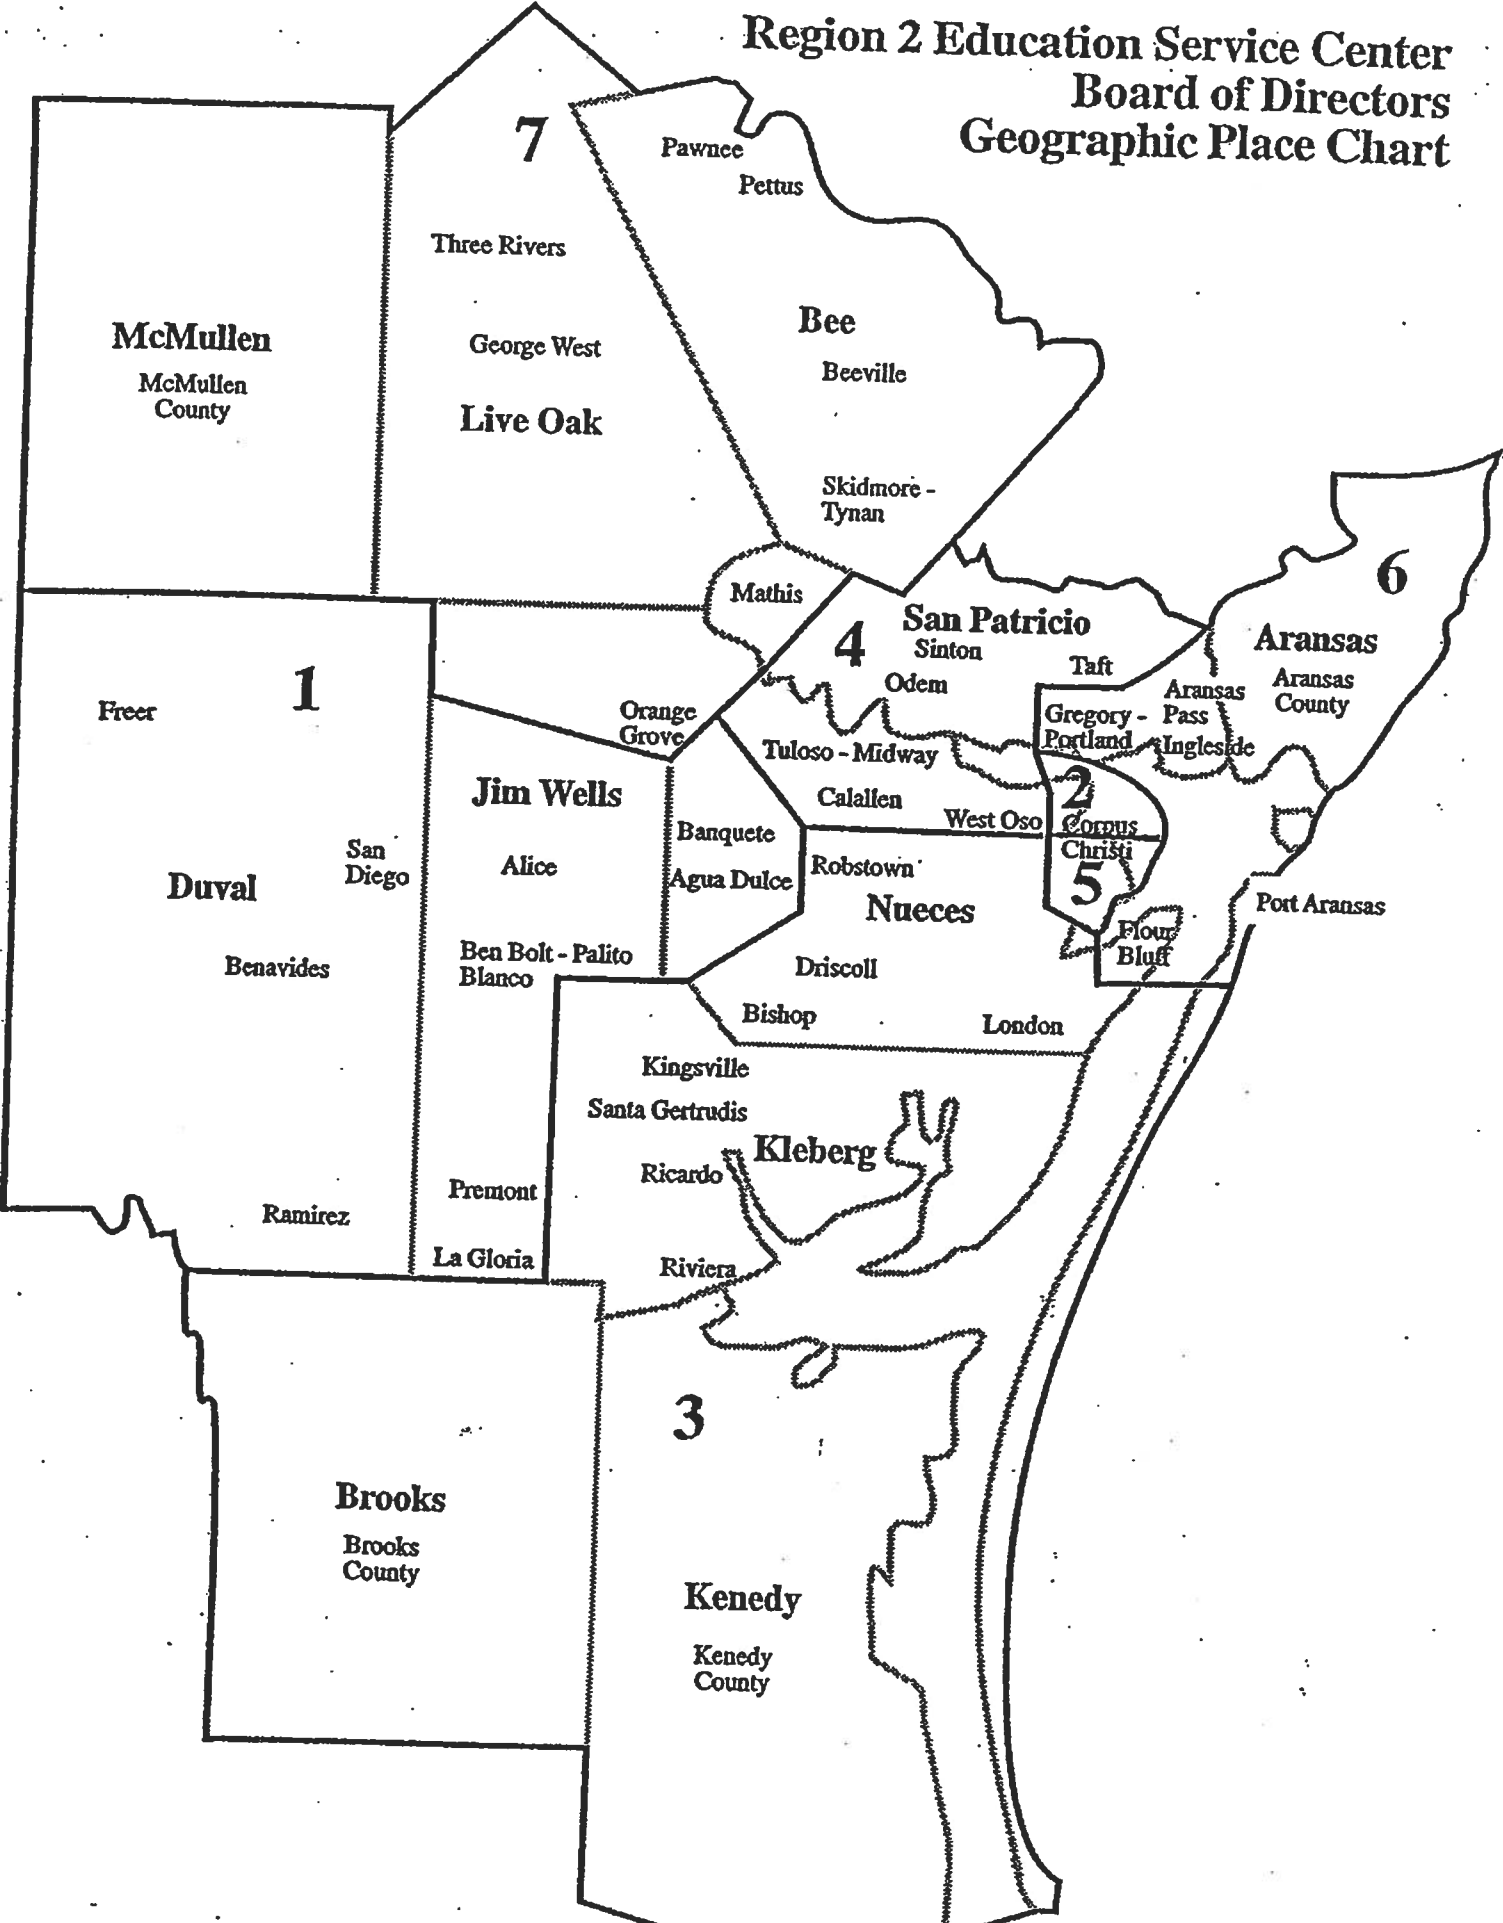 Region 2 Education Service Center
Board of Directors
Geographic Place Chart
7
Pawnee
Pettus
Three Rivers
McMullen
McMullen
County
George West
Live Oak
Bee
Beeville
Skidmore -
Tynan
Mathis
6
4
San Patricio
Sinton
Taft
Odem
Aransas
Aransas
County
Aransas
Pass
Ingleside
Gregory -
Portland
1
Freer
Orange
Grove
Tuloso - Midway
Calallen
West Oso
2
Corpus
Christi
5
Jim Wells
Banquete
San
Diego
Alice
Agua Dulce
Robstown
Duval
Nueces
Port Aransas
Flour
Bluff
Benavides
Ben Bolt - Palito
Blanco
Driscoll
Bishop
London
Kingsville
Santa Gertrudis
Kleberg
Ricardo
Premont
Ramirez
La Gloria
Riviera
3
Brooks
Brooks
County
Kenedy
Kenedy
County